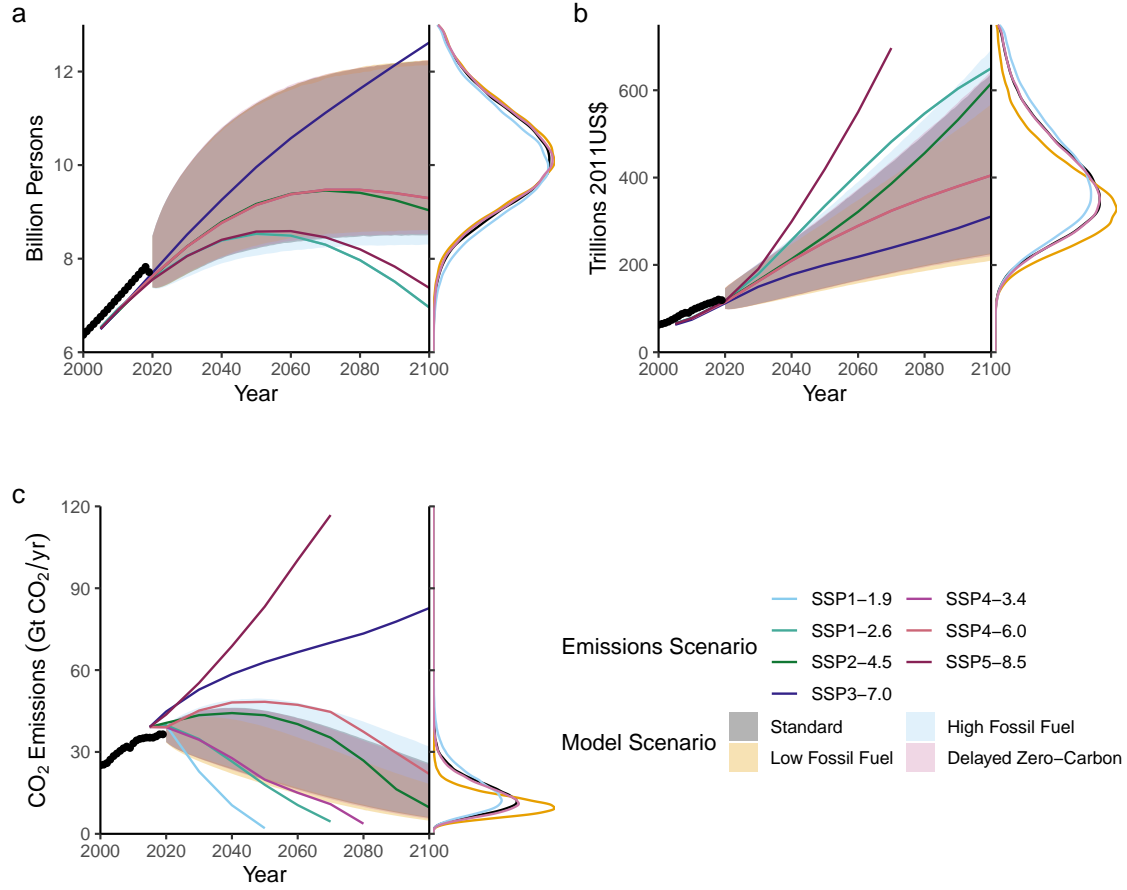 a
12
10
8
6
Billion Persons
2000 2020 2040 2060 2080 2100
Year
b
600
400
200
0
Trillions 2011US$
2000 2020 2040 2060 2080 2100
Year
c
120
90
60
30
0
CO₂ Emissions (Gt CO₂/yr)
2000 2020 2040 2060 2080 2100
Year
Emissions Scenario
SSP1−1.9 SSP4−3.4
SSP1−2.6 SSP4−6.0
SSP2−4.5 SSP5−8.5
SSP3−7.0
Model Scenario
Standard High Fossil Fuel
Low Fossil Fuel Delayed Zero−Carbon